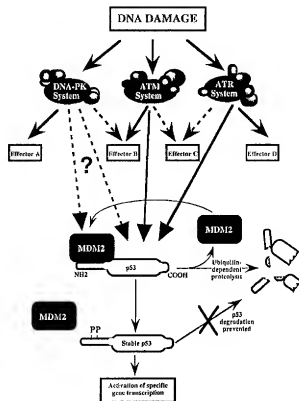 DNA DAMAGE
DNA-PK
System
ATM
System
ATR
System
Effector A
Effector B
Effector C
Effector D
?
MDM2
MDM2
p53
NH2
COOH
Ubiquitin-
dependent
proteolysis
MDM2
PP
Stable p53
p53
degradation
prevented
Activation of specific
gene transcription